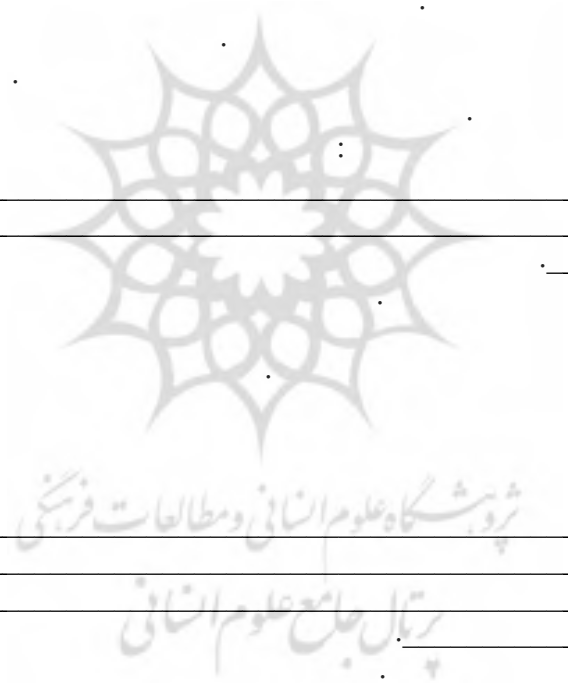 پژوهشگاه علوم انسانی و مطالعات فرهنگی
پرتال جامع علوم انسانی